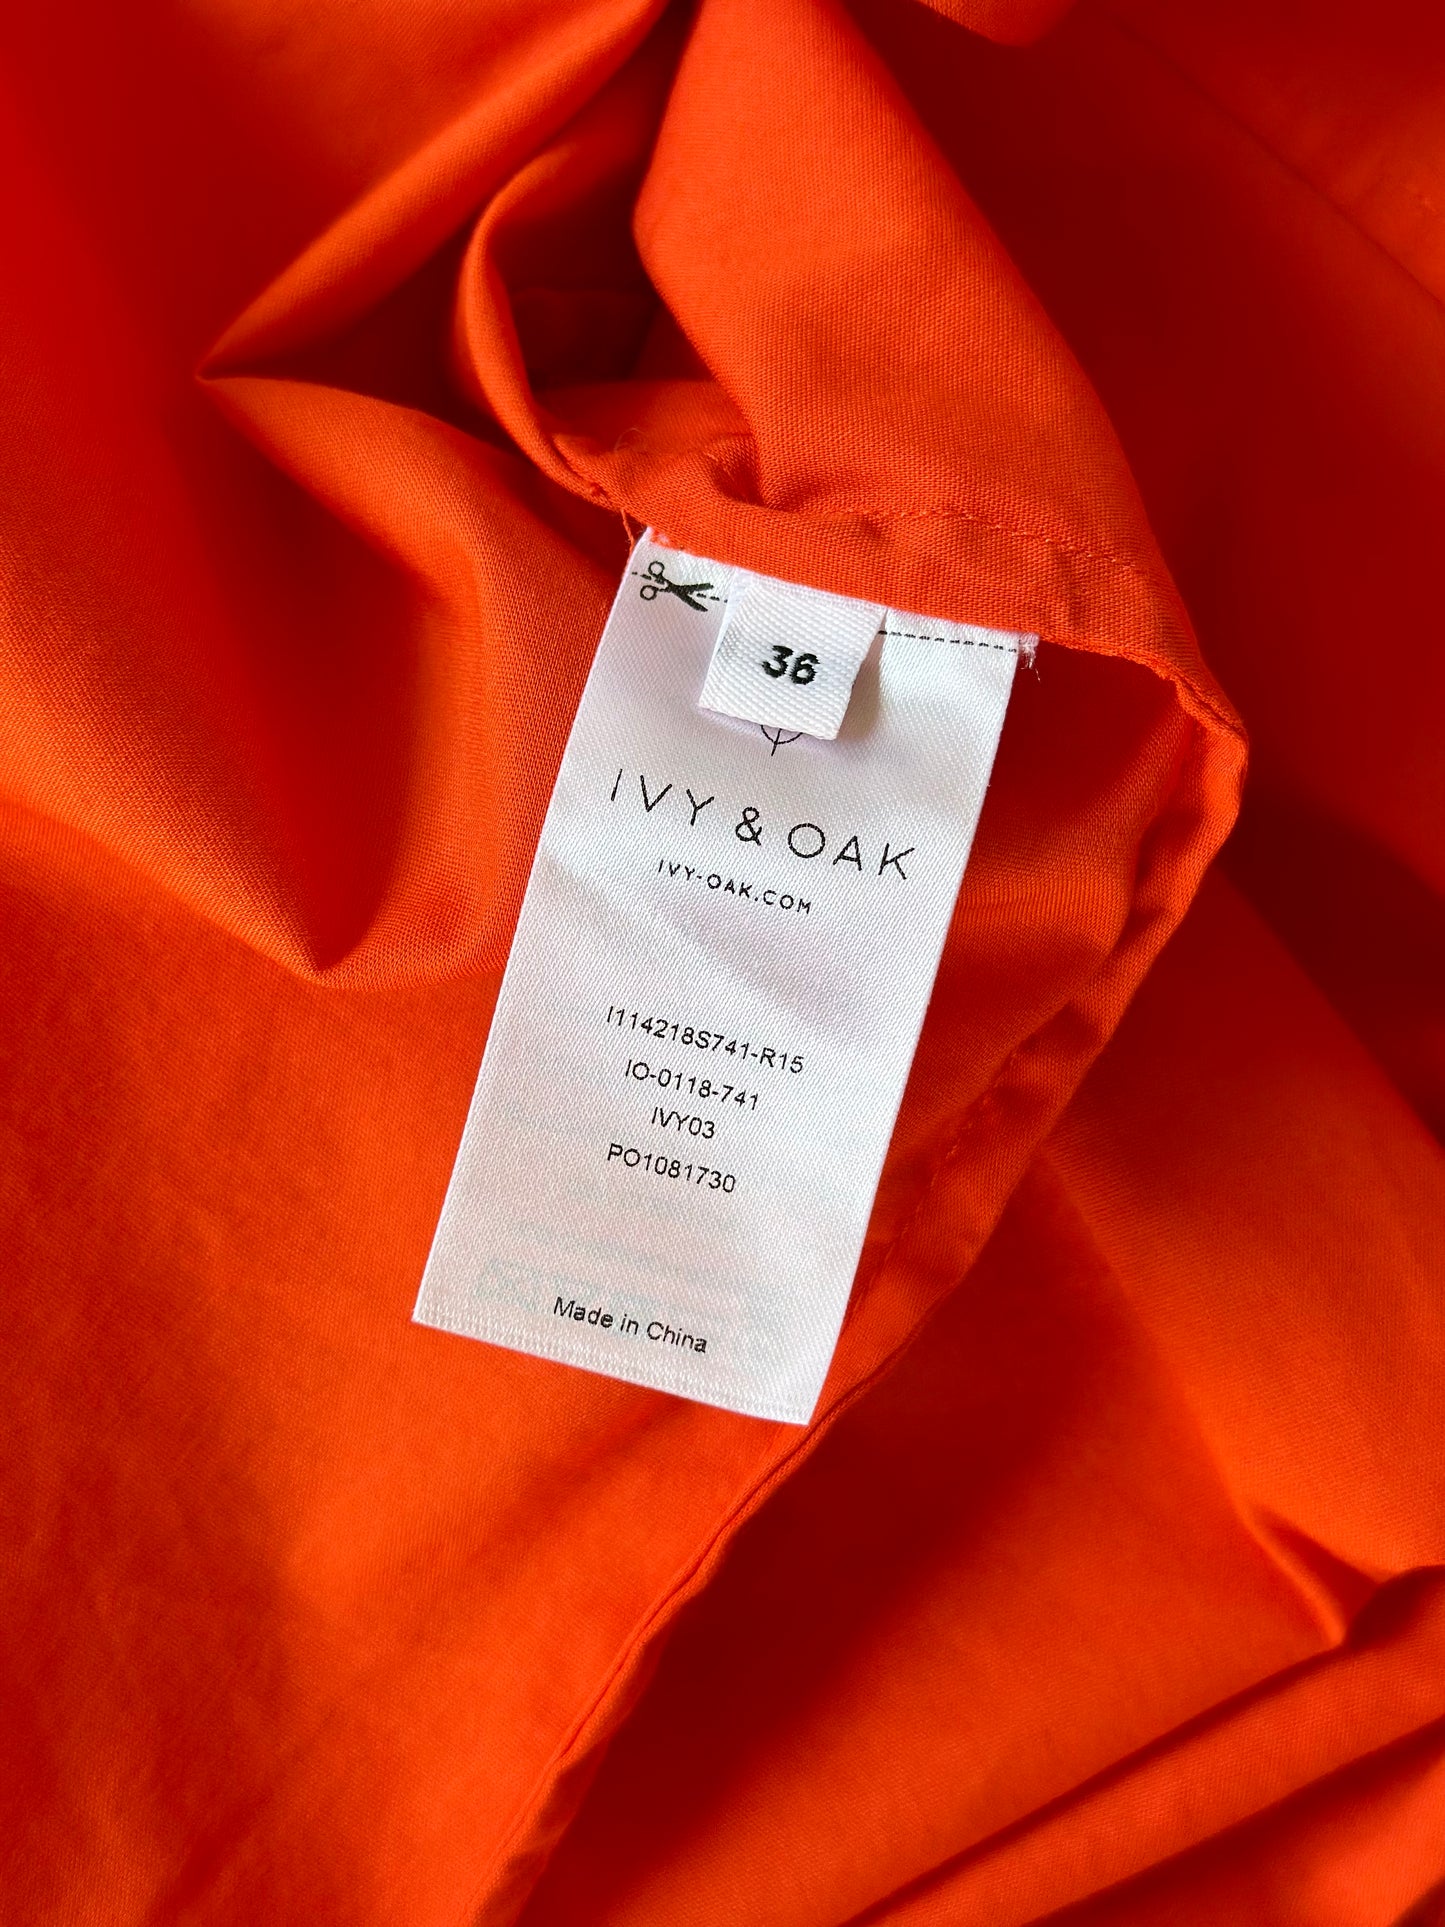 36
IVY & OAK
IVY-OAK.COM
I114218S741-R15
IO-0118-741
IVY03
PO1081730
Made in China